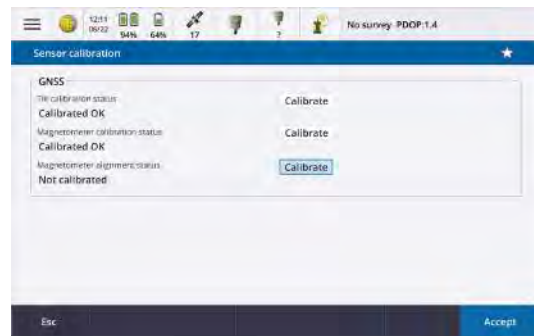 12:11
06/22
94%
64%
17
?
No survey PDOP:1.4
Sensor calibration
GNSS
Tilt calibration status
Calibrate
Calibrated OK
Magnetometer calibration status
Calibrate
Calibrated OK
Magnetometer alignment status
Calibrate
Not calibrated
Esc
Accept